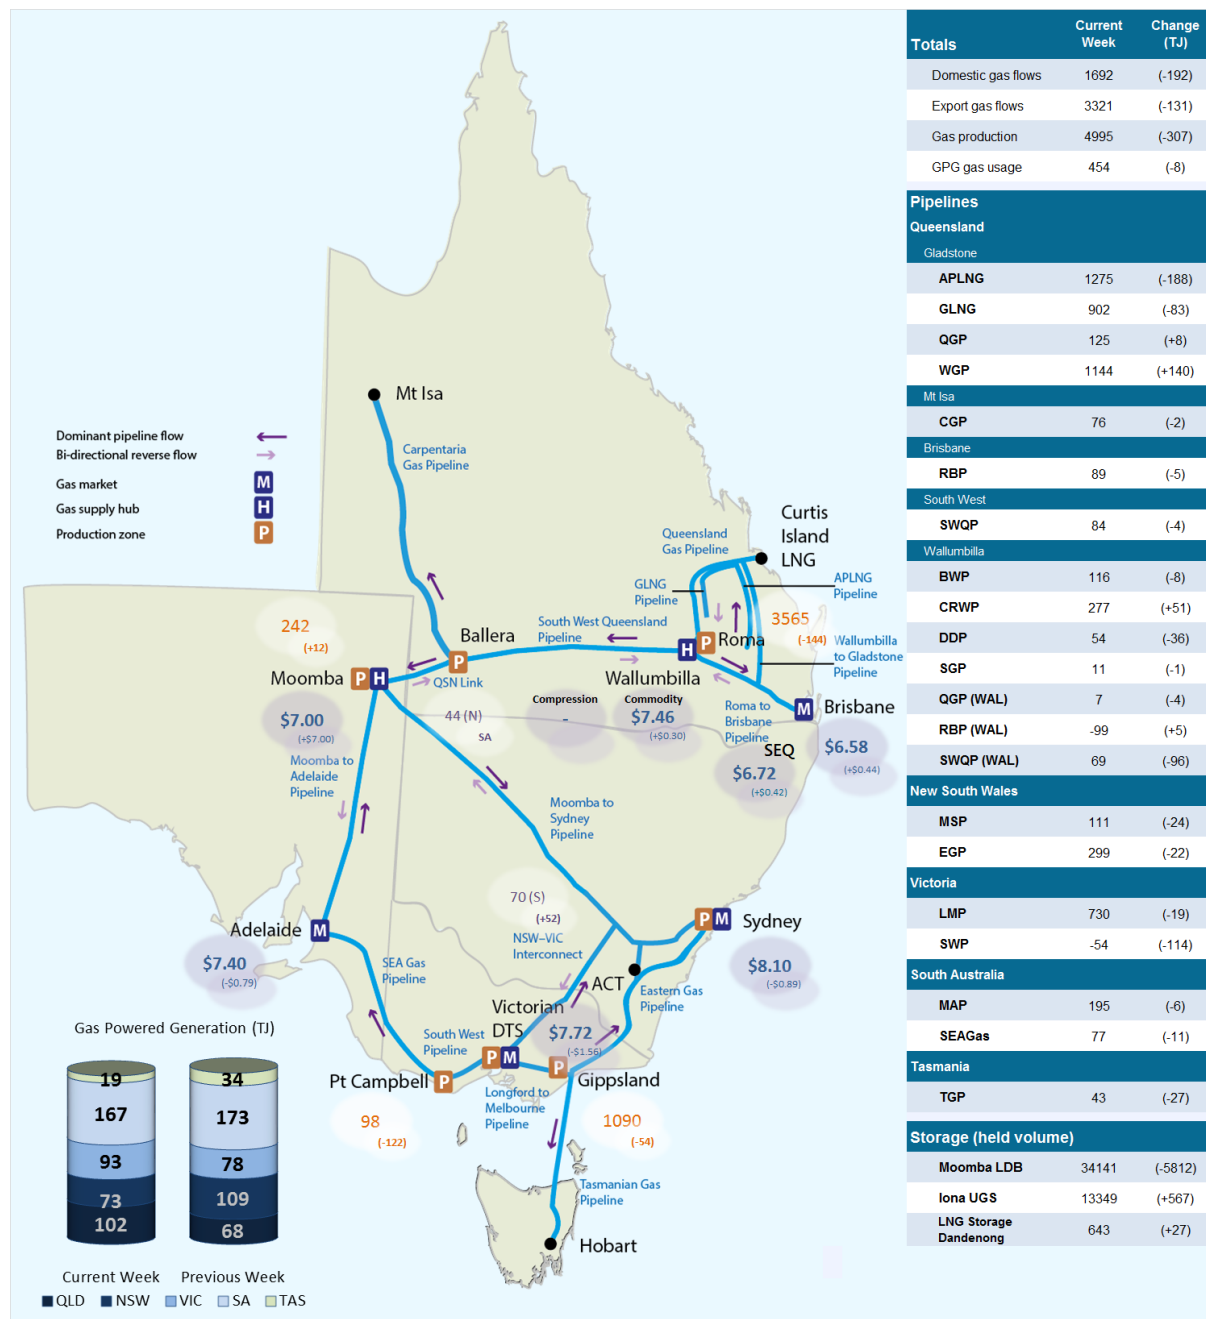 Dominant pipeline flow
Bi-directional reverse flow
Gas market M
Gas supply hub H
Production zone P
Mt Isa
Carpentaria
Gas Pipeline
Curtis
Island
LNG
Queensland
Gas Pipeline
GLNG
Pipeline
APLNG
Pipeline
3565
(-144)
Wallumbilla
to Gladstone
Pipeline
South West Queensland
Pipeline
P Roma
H
Wallumbilla
242
(+12)
Ballera
P
QSN Link
Moomba P H
$7.00
(+$7.00)
Moomba to
Adelaide
Pipeline
44 (N)
SA
Compression
-
Commodity
$7.46
(+$0.30)
Roma to
Brisbane
Pipeline
M Brisbane
$6.58
(+$0.44)
SEQ
$6.72
(+$0.42)
Moomba to
Sydney
Pipeline
70 (S)
(+52)
NSW–VIC
Interconnect
P M Sydney
$8.10
(-$0.89)
Adelaide M
$7.40
(-$0.79)
SEA Gas
Pipeline
ACT
Eastern Gas
Pipeline
Victorian
DTS
$7.72
(-$1.56)
South West
Pipeline
P M
P
Gippsland
Pt Campbell P
98
(-122)
Longford to
Melbourne
Pipeline
1090
(-54)
Tasmanian Gas
Pipeline
Hobart
Gas Powered Generation (TJ)
19 34
167 173
93 78
73 109
102 68
Current Week Previous Week
QLD NSW VIC SA TAS
Totals Current Week Change (TJ)
Domestic gas flows 1692 (-192)
Export gas flows 3321 (-131)
Gas production 4995 (-307)
GPG gas usage 454 (-8)
Pipelines
Queensland
Gladstone
APLNG 1275 (-188)
GLNG 902 (-83)
QGP 125 (+8)
WGP 1144 (+140)
Mt Isa
CGP 76 (-2)
Brisbane
RBP 89 (-5)
South West
SWQP 84 (-4)
Wallumbilla
BWP 116 (-8)
CRWP 277 (+51)
DDP 54 (-36)
SGP 11 (-1)
QGP (WAL) 7 (-4)
RBP (WAL) -99 (+5)
SWQP (WAL) 69 (-96)
New South Wales
MSP 111 (-24)
EGP 299 (-22)
Victoria
LMP 730 (-19)
SWP -54 (-114)
South Australia
MAP 195 (-6)
SEAGas 77 (-11)
Tasmania
TGP 43 (-27)
Storage (held volume)
Moomba LDB 34141 (-5812)
Iona UGS 13349 (+567)
LNG Storage
Dandenong 643 (+27)